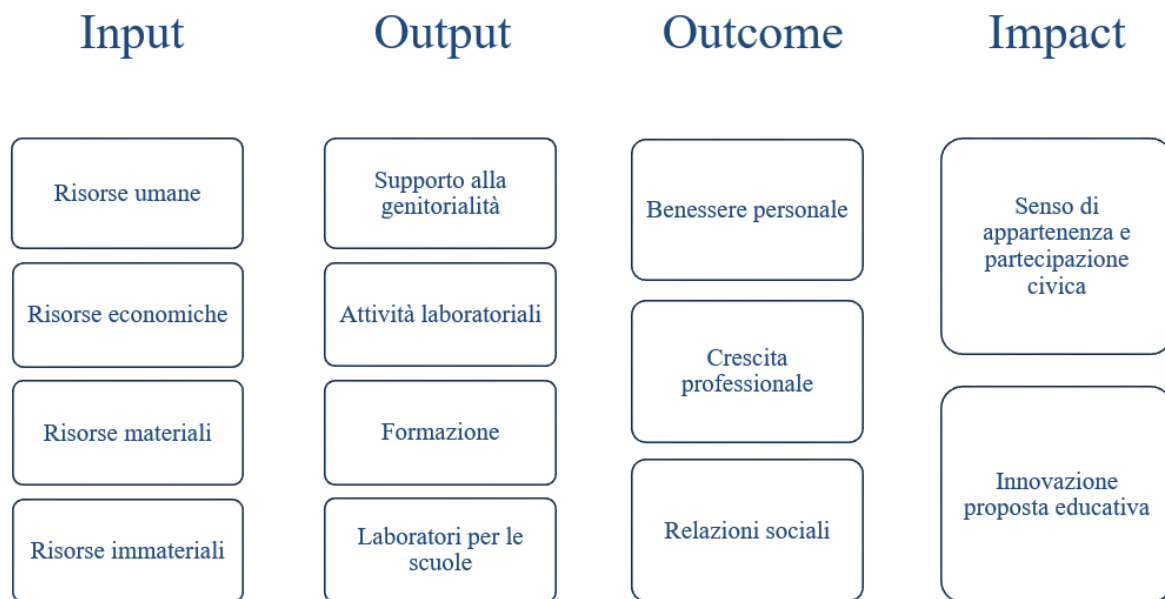 Input
Output
Outcome
Impact
Risorse umane
Risorse economiche
Risorse materiali
Risorse immateriali
Supporto alla
genitorialità
Attività laboratoriali
Formazione
Laboratori per le
scuole
Benessere personale
Crescita
professionale
Relazioni sociali
Senso di
appartenenza e
partecipazione
civica
Innovazione
proposta educativa